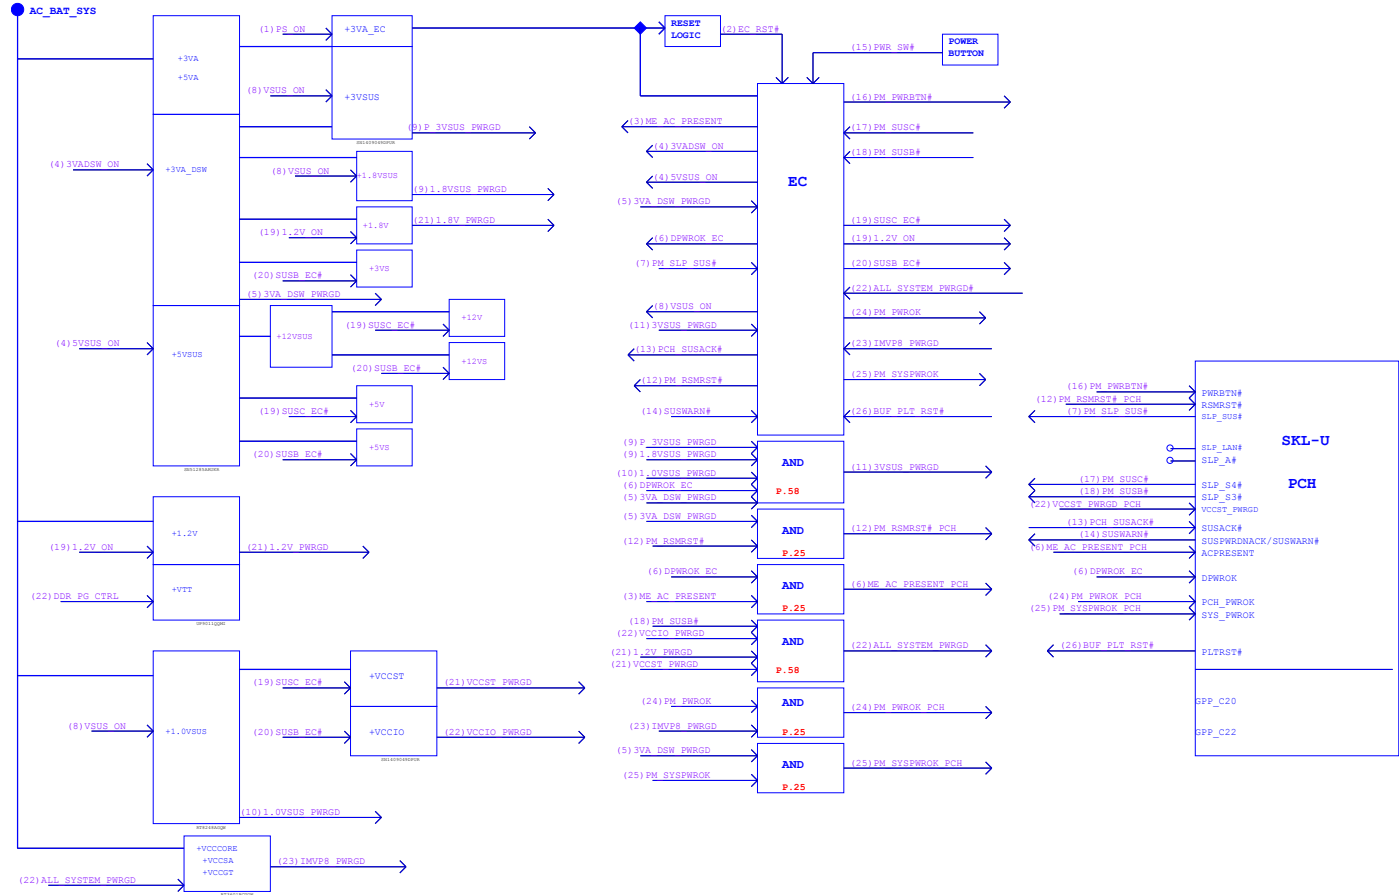 AC_BAT_SYS
+3VA
+5VA
(1)PS_ON
+3VA_EC
(8)VSUS_ON
+3VSUS
(9)P_3VSUS_PWRGD
(4)3VADSW_ON
+3VA_DSW
(8)VSUS_ON
+1.8VSUS
(9)1.8VSUS_PWRGD
(19)1.2V_ON
+1.8V
(21)1.8V_PWRGD
(20)SUSB_EC#
+3VS
(5)3VA_DSW_PWRGD
(4)5VSUS_ON
+5VSUS
+12VSUS
(19)SUSC_EC#
+12V
(20)SUSB_EC#
+12VS
(19)SUSC_EC#
+5V
(20)SUSB_EC#
+5VS
(19)1.2V_ON
+1.2V
(21)1.2V_PWRGD
(22)DDR_PG_CTRL
+VTT
(8)VSUS_ON
+1.0VSUS
(19)SUSC_EC#
+VCCST
(21)VCCST_PWRGD
(20)SUSB_EC#
+VCCIO
(22)VCCIO_PWRGD
(10)1.0VSUS_PWRGD
+VCCCORE
+VCCSA
+VCCGT
(23)IMVP8_PWRGD
(22)ALL_SYSTEM_PWRGD
RESET
LOGIC
(2)EC_RST#
(15)PWR_SW#
POWER
BUTTON
EC
(3)ME_AC_PRESENT
(4)3VADSW_ON
(4)5VSUS_ON
(5)3VA_DSW_PWRGD
(6)DPWROK_EC
(7)PM_SLP_SUS#
(8)VSUS_ON
(11)3VSUS_PWRGD
(13)PCH_SUSACK#
(12)PM_RSMRST#
(14)SUSWARN#
(16)PM_PWRBTN#
(17)PM_SUSC#
(18)PM_SUSB#
(19)SUSC_EC#
(19)1.2V_ON
(20)SUSB_EC#
(22)ALL_SYSTEM_PWRGD#
(24)PM_PWROK
(23)IMVP8_PWRGD
(25)PM_SYSPWROK
(26)BUF_PLT_RST#
(9)P_3VSUS_PWRGD
(9)1.8VSUS_PWRGD
(10)1.0VSUS_PWRGD
(6)DPWROK_EC
(5)3VA_DSW_PWRGD
AND
P.58
(11)3VSUS_PWRGD
(5)3VA_DSW_PWRGD
(12)PM_RSMRST#
AND
P.25
(12)PM_RSMRST#_PCH
(6)DPWROK_EC
(3)ME_AC_PRESENT
AND
P.25
(6)ME_AC_PRESENT_PCH
(18)PM_SUSB#
(22)VCCIO_PWRGD
(21)1.2V_PWRGD
(21)VCCST_PWRGD
AND
P.58
(22)ALL_SYSTEM_PWRGD
(24)PM_PWROK
(23)IMVP8_PWRGD
AND
P.25
(24)PM_PWROK_PCH
(5)3VA_DSW_PWRGD
(25)PM_SYSPWROK
AND
P.25
(25)PM_SYSPWROK_PCH
SKL-U
PCH
(16)PM_PWRBTN#
PWRBTN#
(12)PM_RSMRST#_PCH
RSMRST#
(7)PM_SLP_SUS#
SLP_SUS#
SLP_LAN#
SLP_A#
(17)PM_SUSC#
SLP_S4#
(18)PM_SUSB#
SLP_S3#
(22)VCCST_PWRGD_PCH
VCCST_PWRGD
(13)PCH_SUSACK#
SUSACK#
(14)SUSWARN#
SUSPWRDNACK/SUSWARN#
(6)ME_AC_PRESENT_PCH
ACPRESENT
(6)DPWROK_EC
DPWROK
(24)PM_PWROK_PCH
PCH_PWROK
(25)PM_SYSPWROK_PCH
SYS_PWROK
(26)BUF_PLT_RST#
PLTRST#
GPP_C20
GPP_C22